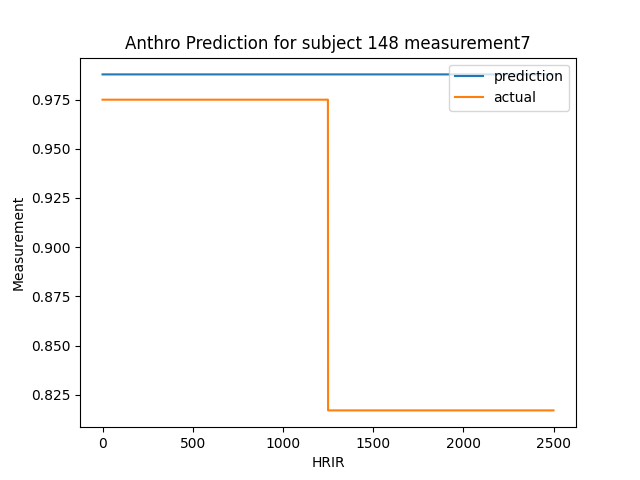 Anthro Prediction for subject 148 measurement7
prediction
actual
0.975
0.950
0.925
0.900
0.875
0.850
0.825
Measurement
0 500 1000 1500 2000 2500
HRIR